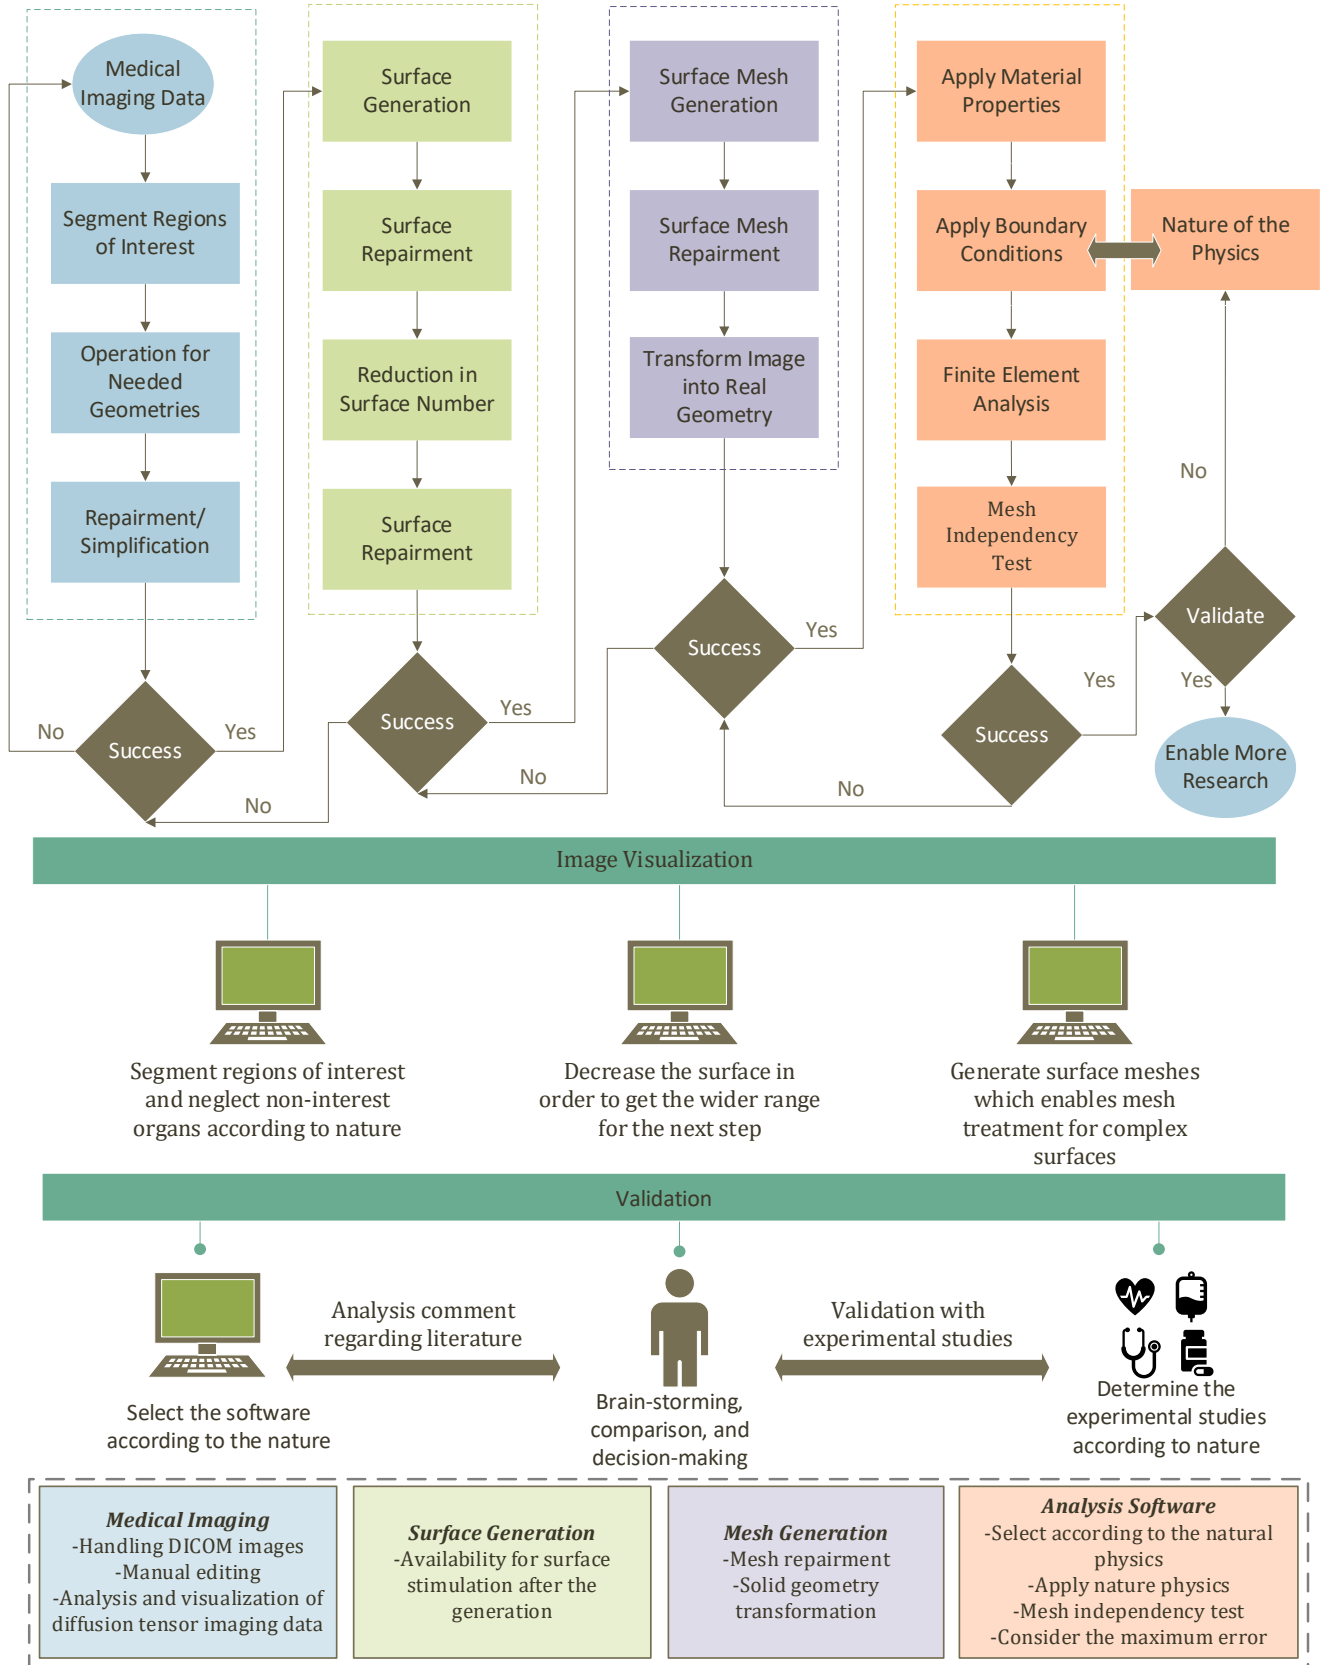 Medical
Imaging Data
Segment Regions
of Interest
Operation for
Needed
Geometries
Repairment/
Simplification
Success
No
Yes
Surface
Generation
Surface
Repairment
Reduction in
Surface Number
Surface
Repairment
Success
No
Yes
Surface Mesh
Generation
Surface Mesh
Repairment
Transform Image
into Real
Geometry
Success
No
Yes
Apply Material
Properties
Apply Boundary
Conditions
Finite Element
Analysis
Mesh
Independency
Test
Success
No
Yes
Nature of the
Physics
No
Validate
Yes
Enable More
Research
Image Visualization
Segment regions of interest
and neglect non-interest
organs according to nature
Decrease the surface in
order to get the wider range
for the next step
Generate surface meshes
which enables mesh
treatment for complex
surfaces
Validation
Select the software
according to the nature
Analysis comment
regarding literature
Brain-storming,
comparison, and
decision-making
Validation with
experimental studies
Determine the
experimental studies
according to nature
Medical Imaging
-Handling DICOM images
-Manual editing
-Analysis and visualization of
diffusion tensor imaging data
Surface Generation
-Availability for surface
stimulation after the
generation
Mesh Generation
-Mesh repairment
-Solid geometry
transformation
Analysis Software
-Select according to the natural
physics
-Apply nature physics
-Mesh independency test
-Consider the maximum error